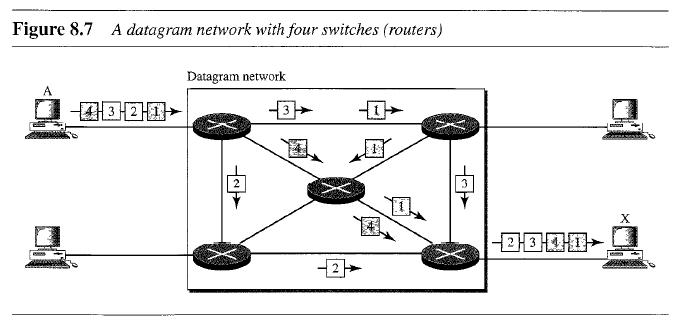 Figure 8.7 A datagram network with four switches (routers)
Datagram network
A
4 3 2 1
3
1
4
1
2
3
1
4
X
2 3 4 1
2